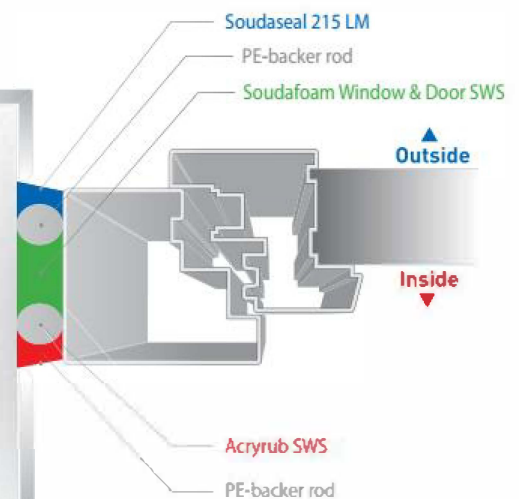 Soudaseal 215 LM
PE-backer rod
Soudafoam Window & Door SWS
Outside
Inside
Acryrub SWS
PE-backer rod